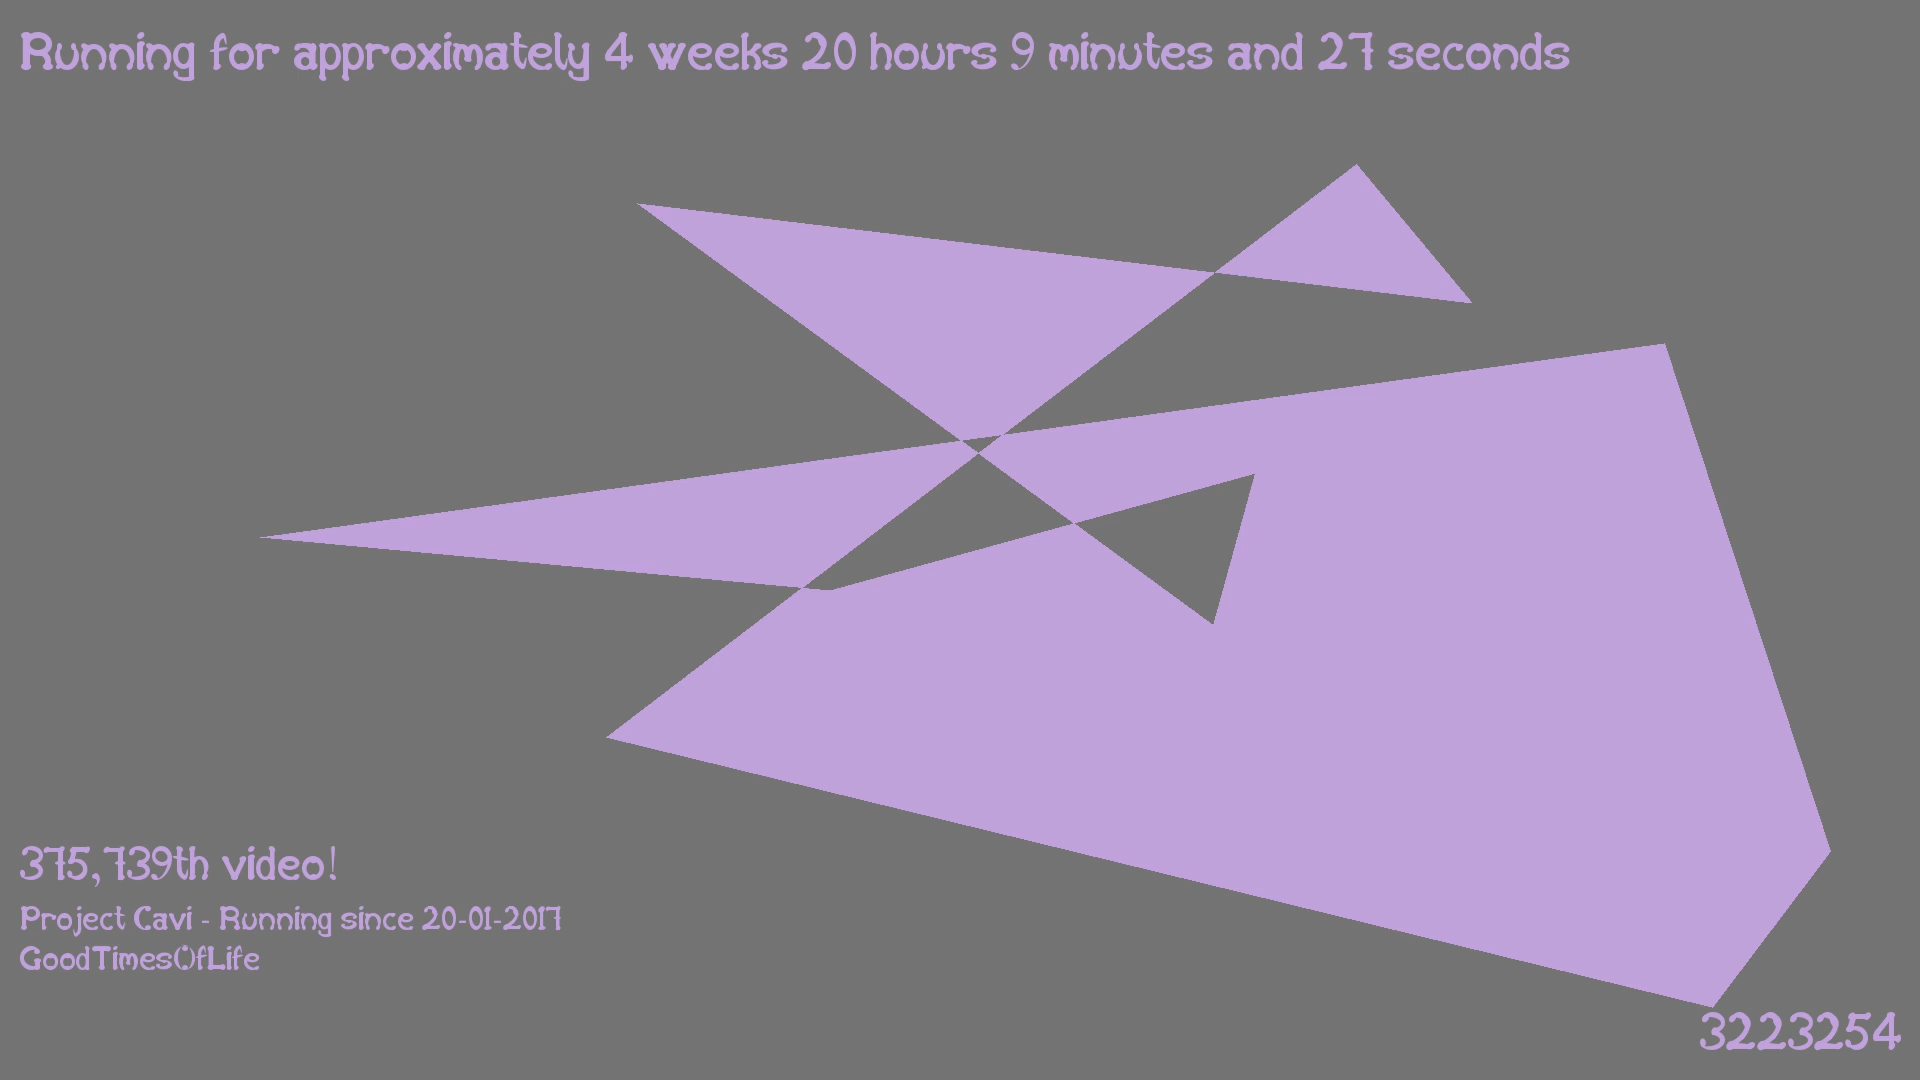 Running for approximately 4 weeks 20 hours 9 minutes and 27 seconds
375,739th video!
Project Cavi - Running since 20-01-2017
GoodTimesOfLife
3223254